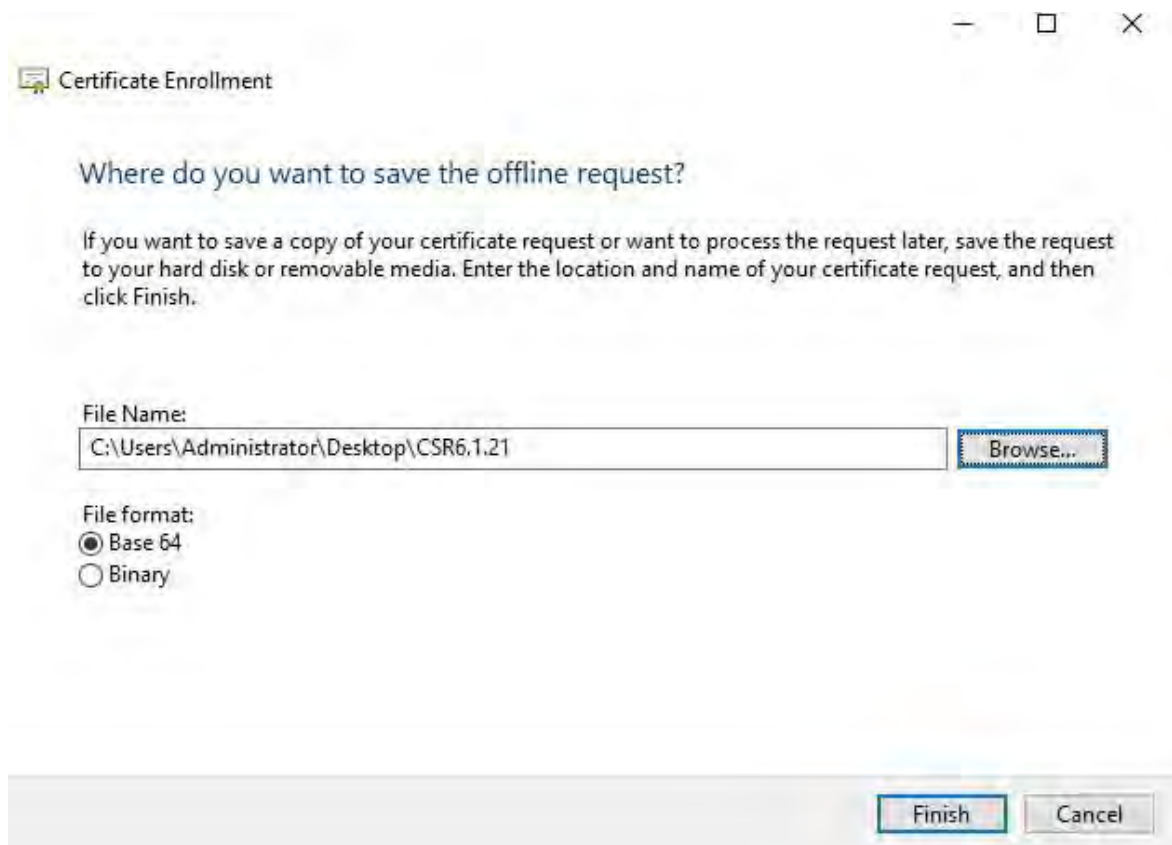 Certificate Enrollment
Where do you want to save the offline request?
If you want to save a copy of your certificate request or want to process the request later, save the request
to your hard disk or removable media. Enter the location and name of your certificate request, and then
click Finish.
File Name:
C:\Users\Administrator\Desktop\CSR6.1.21
Browse...
File format:
Base 64
Binary
Finish
Cancel